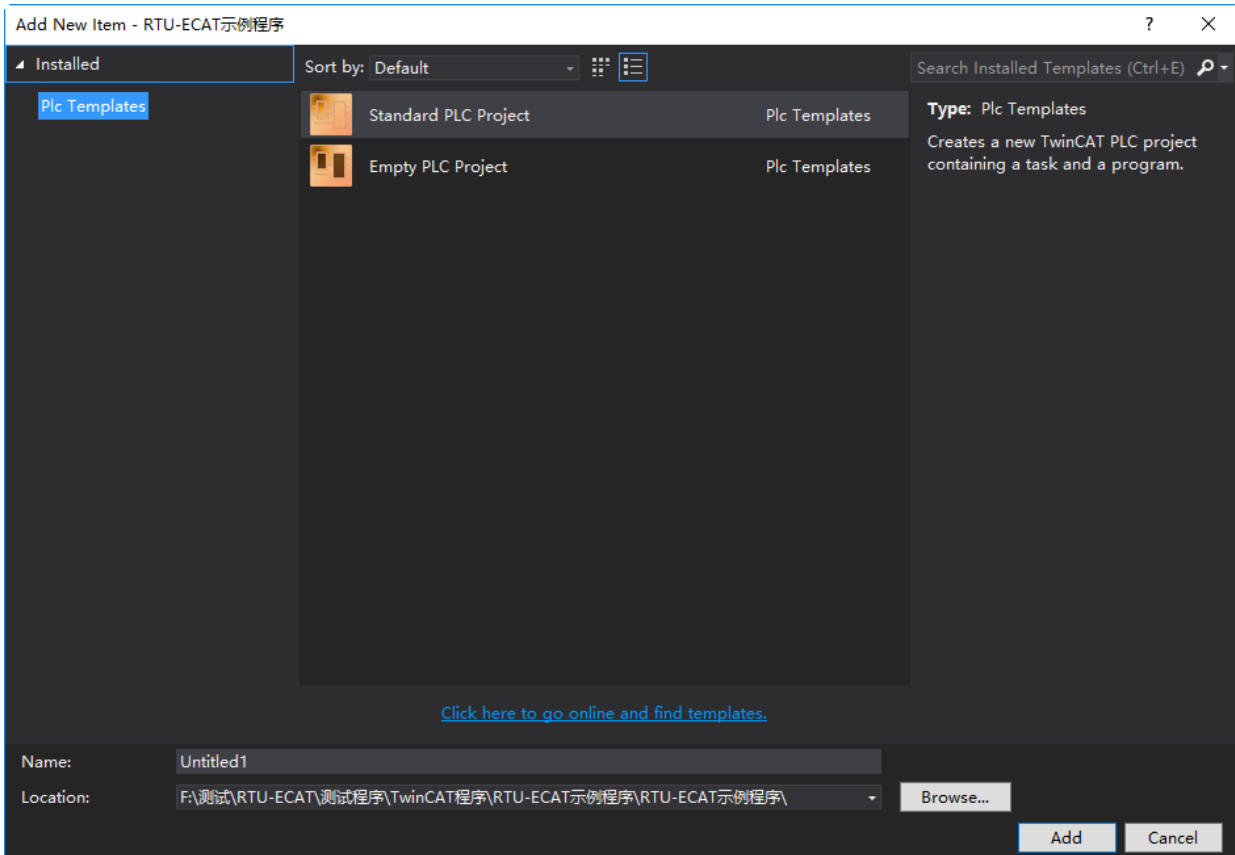 Add New Item - RTU-ECAT示例程序 ?
Installed
Sort by: Default
Search Installed Templates (Ctrl+E)
Plc Templates
Standard PLC Project Plc Templates
Empty PLC Project Plc Templates
Type: Plc Templates
Creates a new TwinCAT PLC project
containing a task and a program.
Click here to go online and find templates.
Name: Untitled1
Location: F:\测试\RTU-ECAT\测试程序\TwinCAT程序\RTU-ECAT示例程序\RTU-ECAT示例程序\
Browse...
Add Cancel